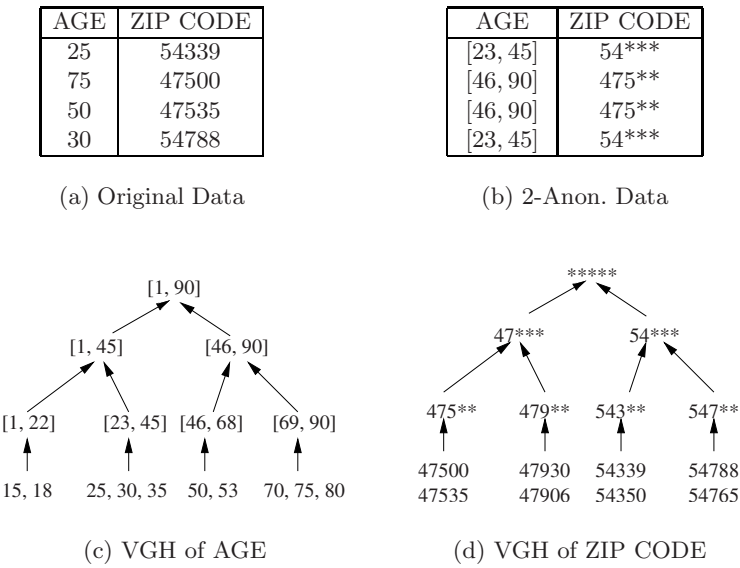 AGE ZIP CODE
25 54339
75 47500
50 47535
30 54788
(a) Original Data
AGE ZIP CODE
[23, 45] 54***
[46, 90] 475**
[46, 90] 475**
[23, 45] 54***
(b) 2-Anon. Data
[1, 90]
[1, 45] [46, 90]
[1, 22] [23, 45] [46, 68] [69, 90]
15, 18 25, 30, 35 50, 53 70, 75, 80
(c) VGH of AGE
*****
47*** 54***
475** 479** 543** 547**
47500 47930 54339 54788
47535 47906 54350 54765
(d) VGH of ZIP CODE